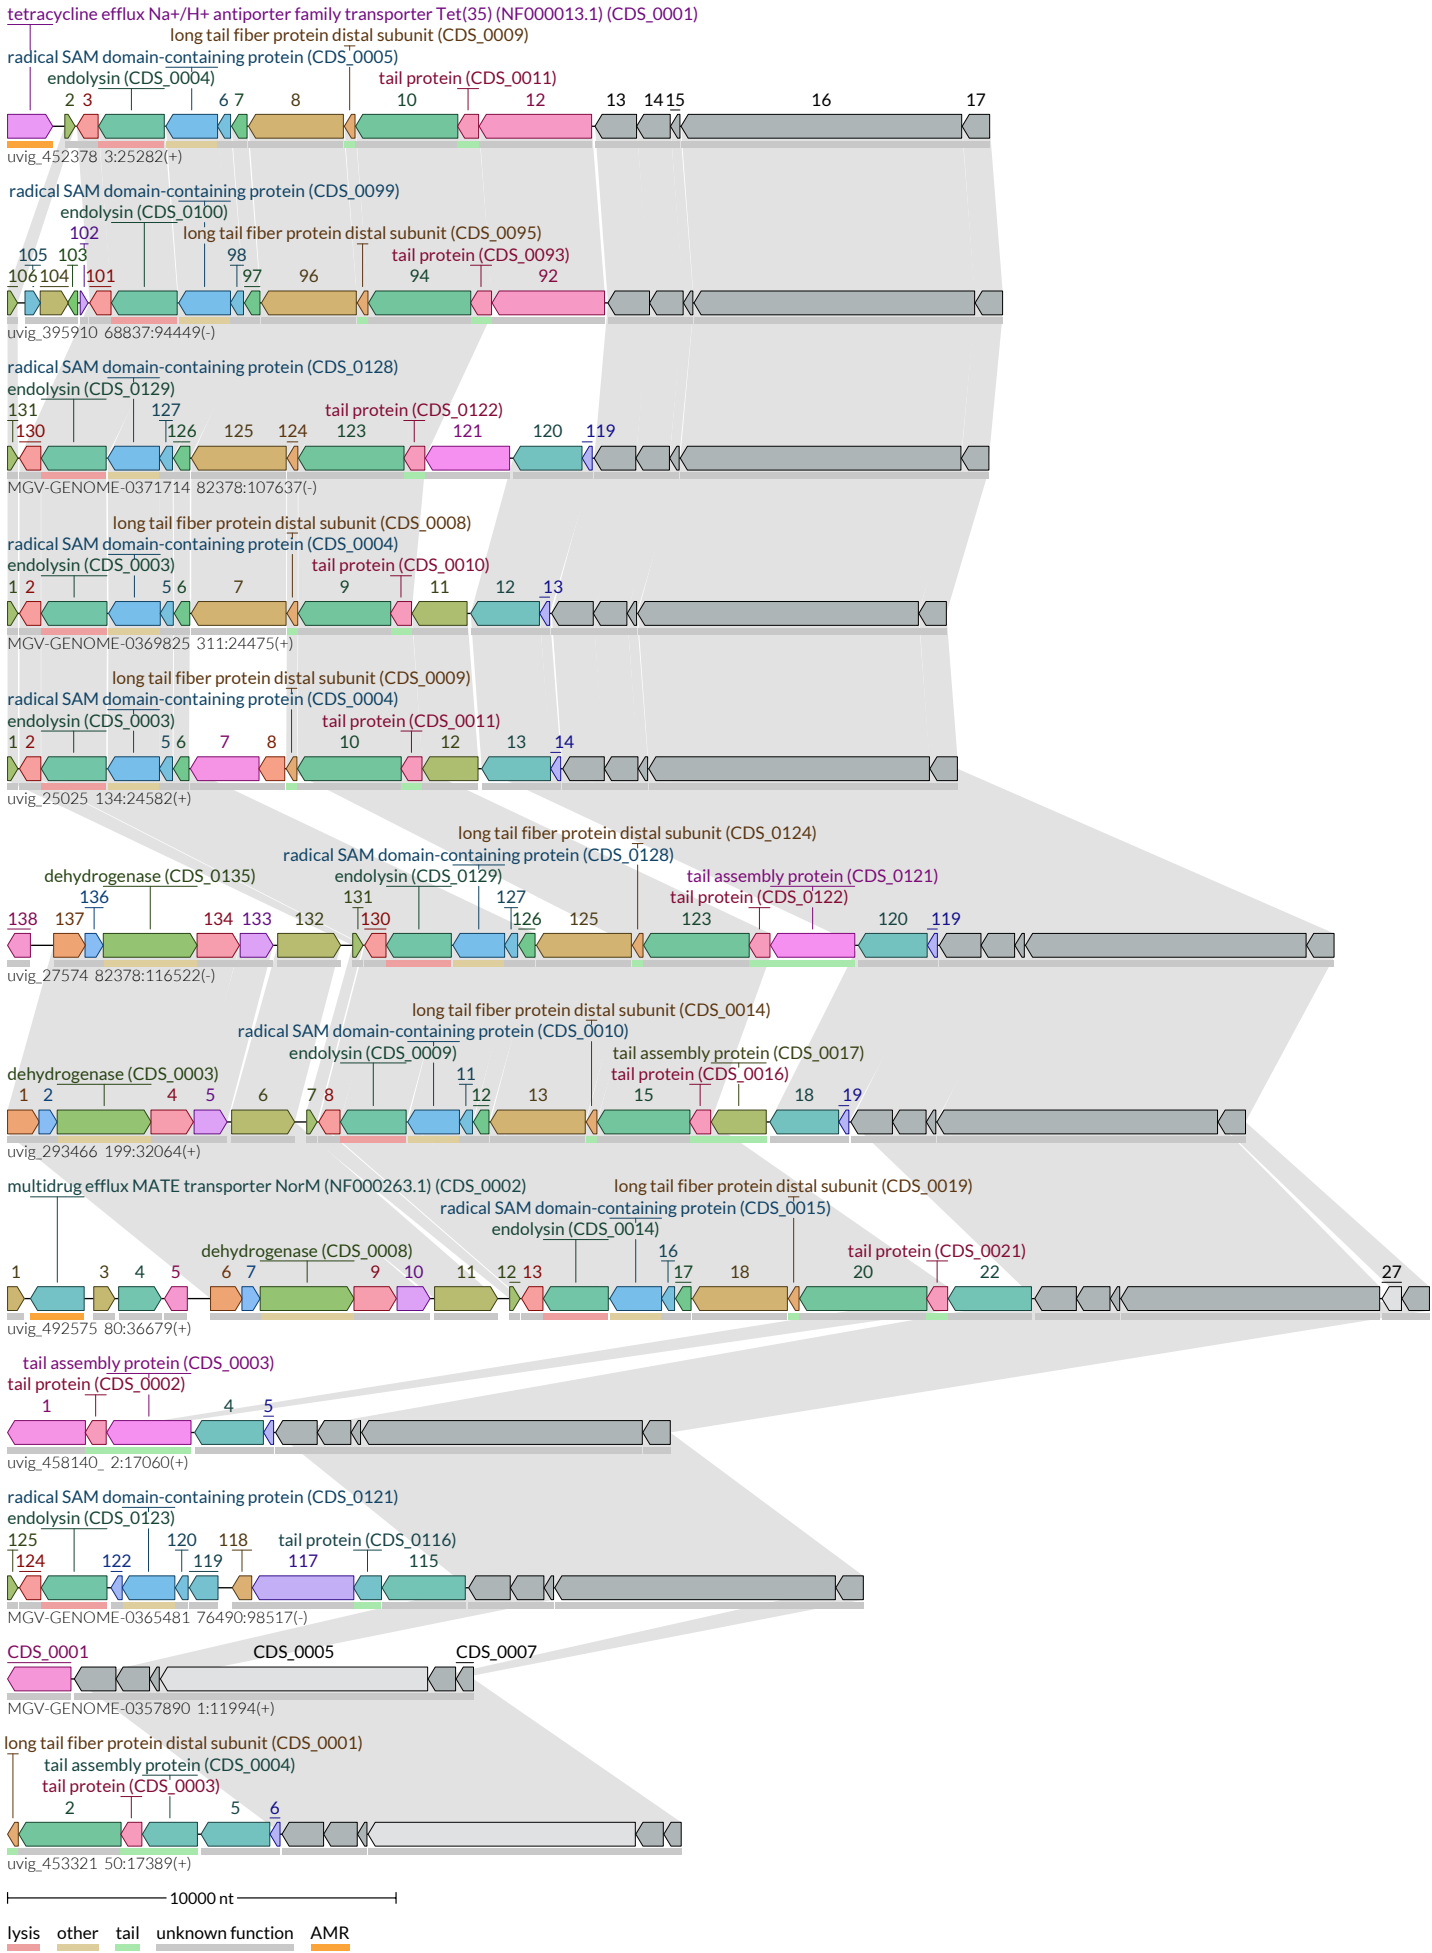 tetracycline efflux Na+/H+ antiporter family transporter Tet(35) (NF000013.1) (CDS_0001)
long tail fiber protein distal subunit (CDS_0009)
radical SAM domain-containing protein (CDS_0005)
endolysin (CDS_0004) tail protein (CDS_0011)
2 3 6 7 8 10 12 13 14 15 16 17
uvig_452378 3:25282(+)
radical SAM domain-containing protein (CDS_0099)
endolysin (CDS_0100)
102 long tail fiber protein distal subunit (CDS_0095)
105 103 98 tail protein (CDS_0093)
106 104 101 97 96 94 92
uvig_395910 68837:94449(-)
radical SAM domain-containing protein (CDS_0128)
endolysin (CDS_0129)
131 127 tail protein (CDS_0122)
130 126 125 124 123 121 120 119
MGV-GENOME-0371714 82378:107637(-)
long tail fiber protein distal subunit (CDS_0008)
radical SAM domain-containing protein (CDS_0004)
endolysin (CDS_0003) tail protein (CDS_0010)
1 2 5 6 7 9 11 12 13
MGV-GENOME-0369825 311:24475(+)
long tail fiber protein distal subunit (CDS_0009)
radical SAM domain-containing protein (CDS_0004)
endolysin (CDS_0003) tail protein (CDS_0011)
1 2 5 6 7 8 10 12 13 14
uvig_25025 134:24582(+)
long tail fiber protein distal subunit (CDS_0124)
radical SAM domain-containing protein (CDS_0128)
dehydrogenase (CDS_0135) endolysin (CDS_0129) tail assembly protein (CDS_0121)
136 131 127 tail protein (CDS_0122)
138 137 134 133 132 130 126 125 123 120 119
uvig_27574 82378:116522(-)
long tail fiber protein distal subunit (CDS_0014)
radical SAM domain-containing protein (CDS_0010)
endolysin (CDS_0009) tail assembly protein (CDS_0017)
dehydrogenase (CDS_0003) 11 tail protein (CDS_0016)
1 2 4 5 6 7 8 12 13 15 18 19
uvig_293466 199:32064(+)
multidrug efflux MATE transporter NorM (NF000263.1) (CDS_0002) long tail fiber protein distal subunit (CDS_0019)
radical SAM domain-containing protein (CDS_0015)
endolysin (CDS_0014)
dehydrogenase (CDS_0008) 16 tail protein (CDS_0021)
1 3 4 5 6 7 9 10 11 12 13 17 18 20 22 27
uvig_492575 80:36679(+)
tail assembly protein (CDS_0003)
tail protein (CDS_0002)
1 4 5
uvig_458140_ 2:17060(+)
radical SAM domain-containing protein (CDS_0121)
endolysin (CDS_0123)
125 120 118 tail protein (CDS_0116)
124 122 119 117 115
MGV-GENOME-0365481 76490:98517(-)
CDS_0001 CDS_0005 CDS_0007
MGV-GENOME-0357890 1:11994(+)
long tail fiber protein distal subunit (CDS_0001)
tail assembly protein (CDS_0004)
tail protein (CDS_0003)
2 5 6
uvig_453321 50:17389(+)
10000 nt
lysis other tail unknown function AMR